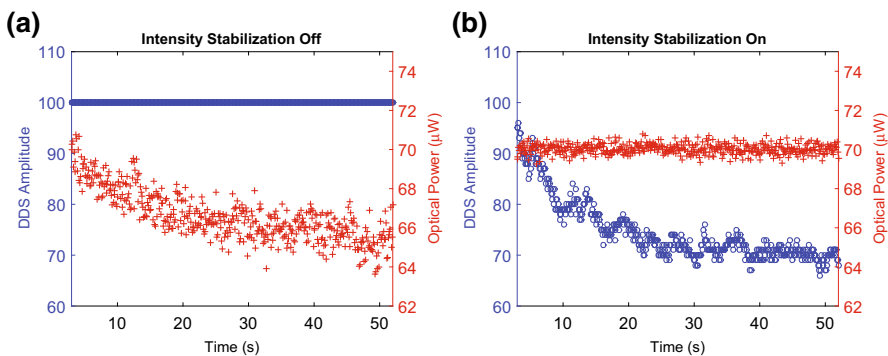 (a)
Intensity Stabilization Off
110
100
90
80
70
60
DDS Amplitude
74
72
70
68
66
64
62
Optical Power (μW)
10 20 30 40 50
Time (s)
(b)
Intensity Stabilization On
110
100
90
80
70
60
DDS Amplitude
74
72
70
68
66
64
62
Optical Power (μW)
10 20 30 40 50
Time (s)